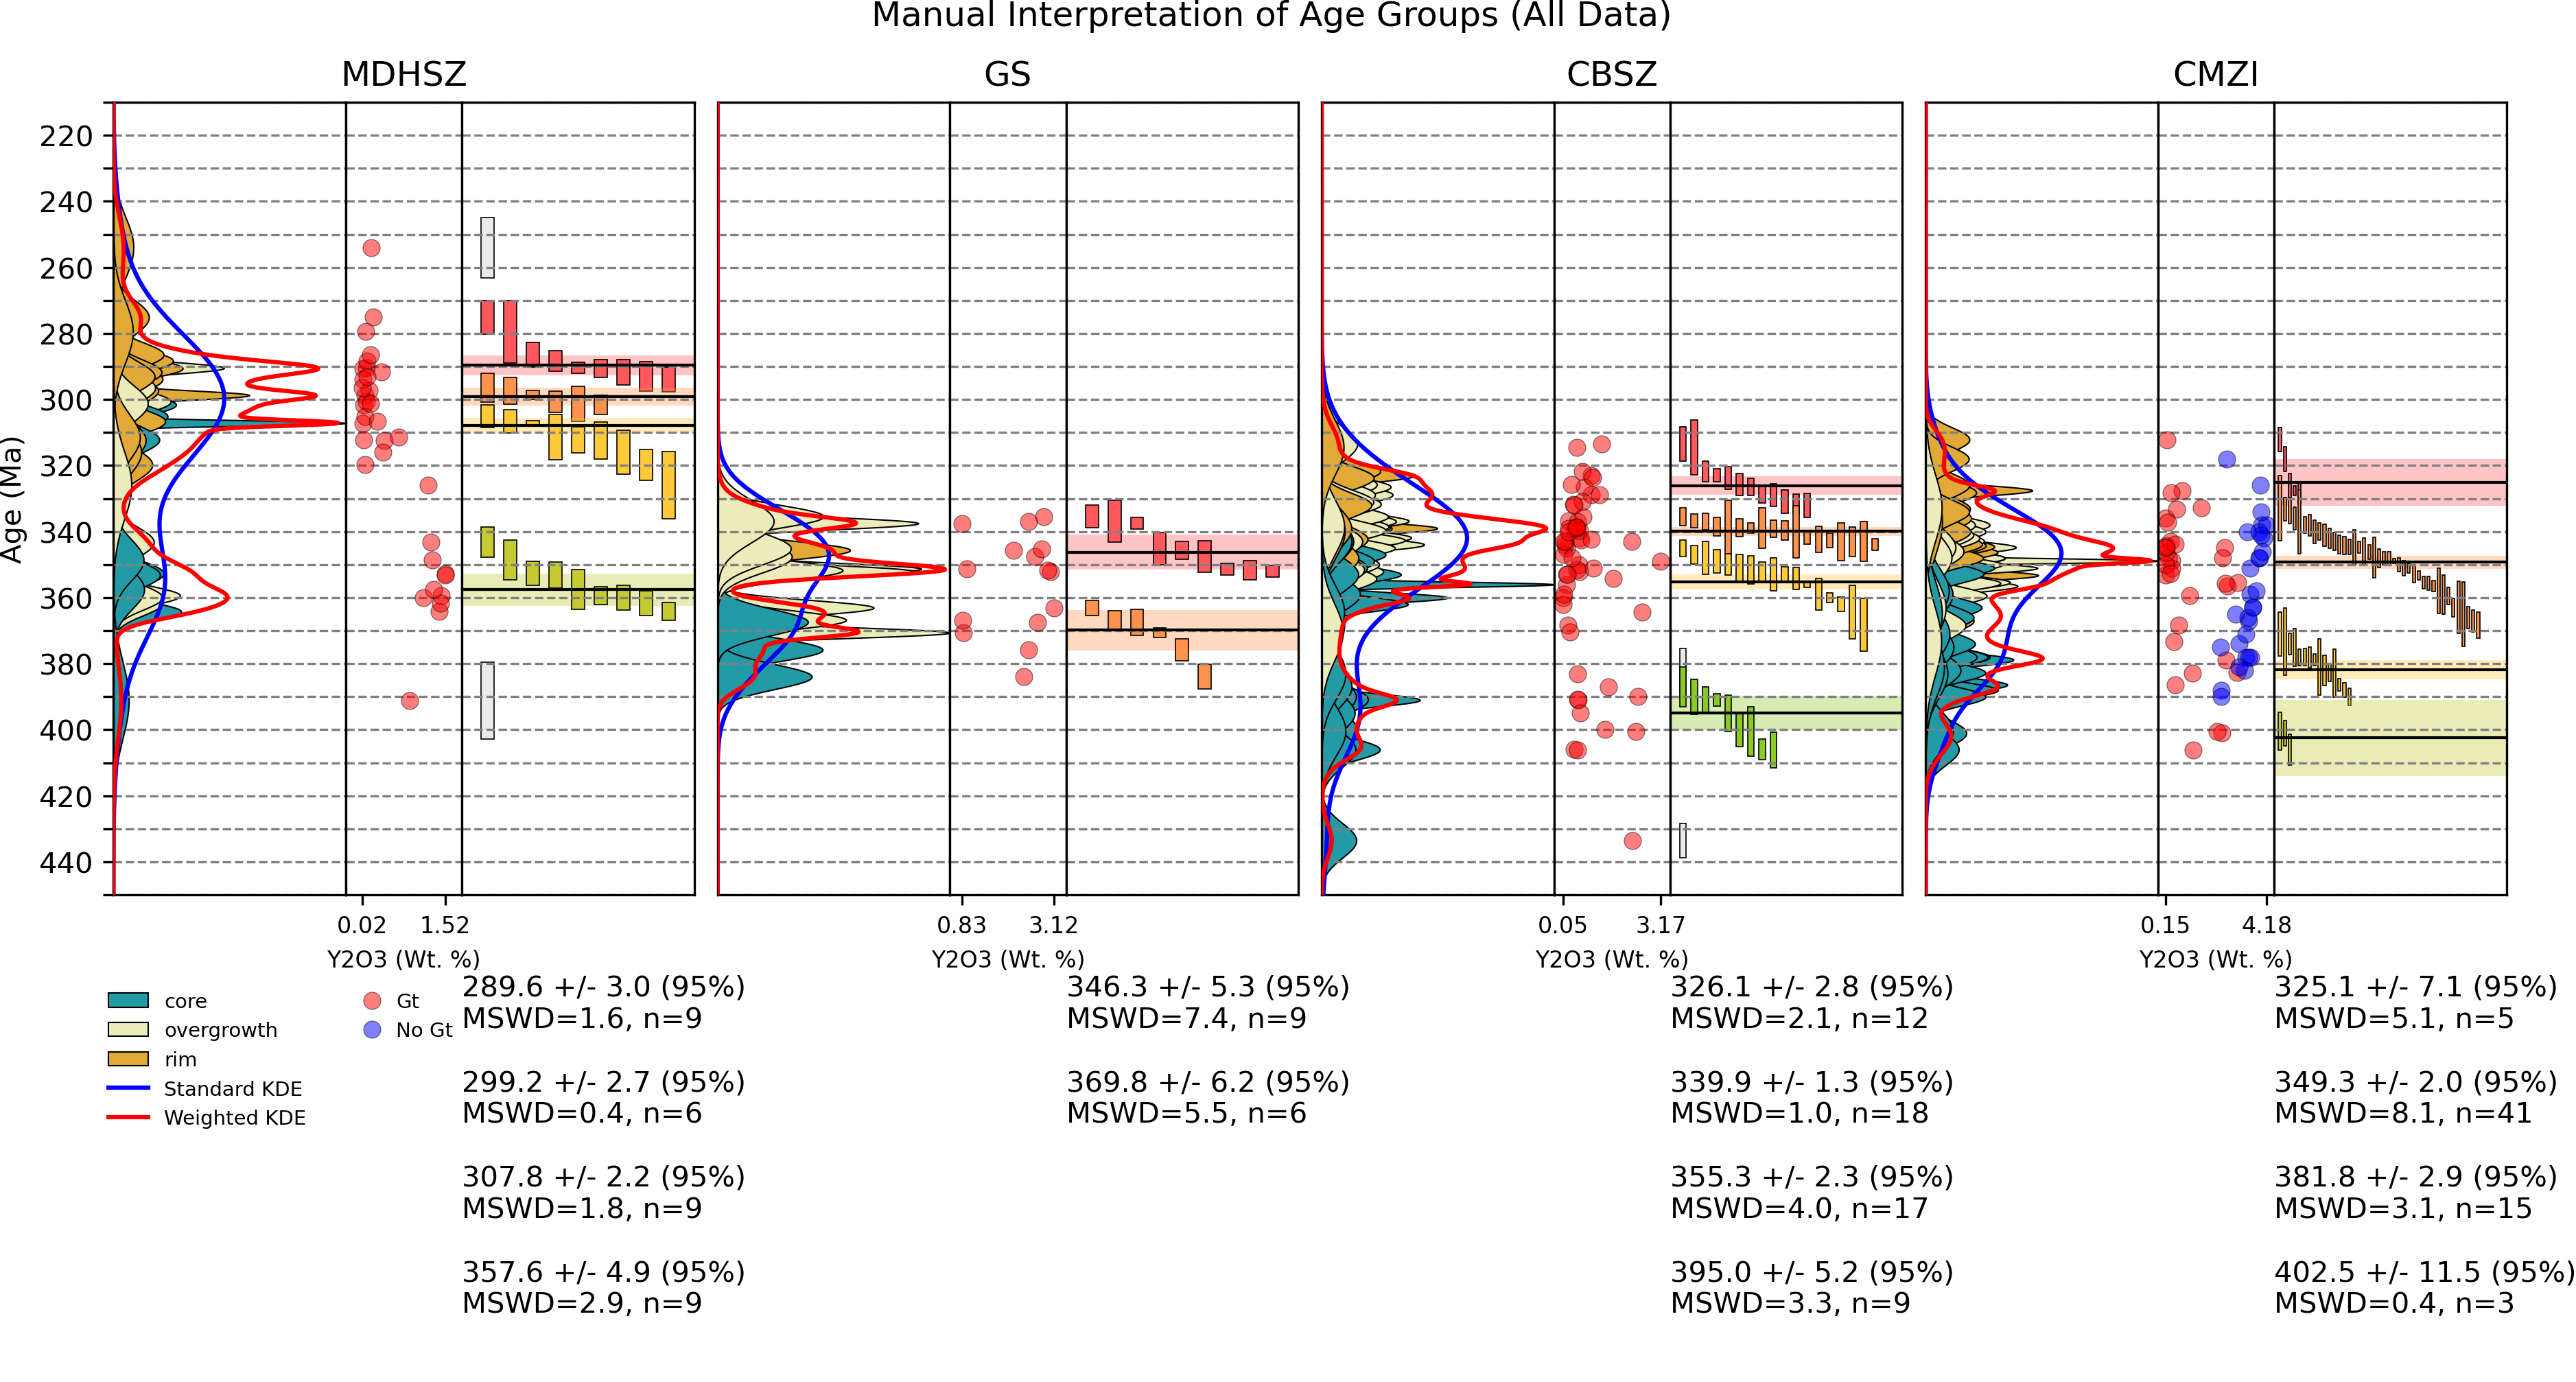 Manual Interpretation of Age Groups (All Data)
MDHSZ
GS
CBSZ
CMZI
Age (Ma)
220
240
260
280
300
320
340
360
380
400
420
440
0.02 1.52
Y2O3 (Wt. %)
0.83 3.12
Y2O3 (Wt. %)
0.05 3.17
Y2O3 (Wt. %)
0.15 4.18
Y2O3 (Wt. %)
core
overgrowth
rim
Standard KDE
Weighted KDE
Gt
No Gt
289.6 +/- 3.0 (95%)
MSWD=1.6, n=9
299.2 +/- 2.7 (95%)
MSWD=0.4, n=6
307.8 +/- 2.2 (95%)
MSWD=1.8, n=9
357.6 +/- 4.9 (95%)
MSWD=2.9, n=9
346.3 +/- 5.3 (95%)
MSWD=7.4, n=9
369.8 +/- 6.2 (95%)
MSWD=5.5, n=6
326.1 +/- 2.8 (95%)
MSWD=2.1, n=12
339.9 +/- 1.3 (95%)
MSWD=1.0, n=18
355.3 +/- 2.3 (95%)
MSWD=4.0, n=17
395.0 +/- 5.2 (95%)
MSWD=3.3, n=9
325.1 +/- 7.1 (95%)
MSWD=5.1, n=5
349.3 +/- 2.0 (95%)
MSWD=8.1, n=41
381.8 +/- 2.9 (95%)
MSWD=3.1, n=15
402.5 +/- 11.5 (95%)
MSWD=0.4, n=3